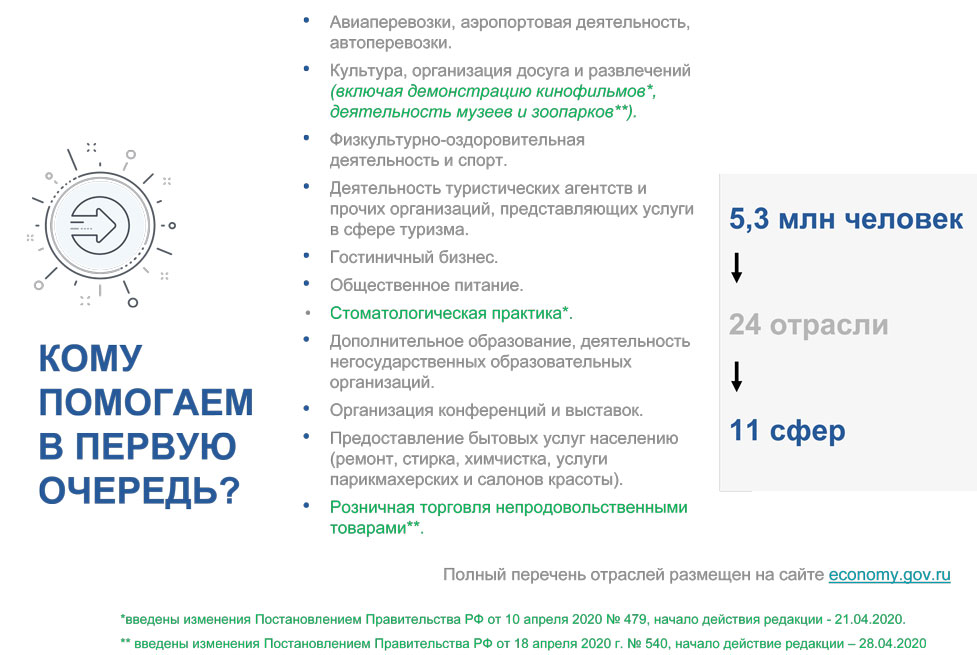 КОМУ
ПОМОГАЕМ
В ПЕРВУЮ
ОЧЕРЕДЬ?
• Авиаперевозки, аэропортовая деятельность,
автоперевозки.
• Культура, организация досуга и развлечений
(включая демонстрацию кинофильмов*,
деятельность музеев и зоопарков**).
• Физкультурно-оздоровительная
деятельность и спорт.
• Деятельность туристических агентств и
прочих организаций, представляющих услуги
в сфере туризма.
• Гостиничный бизнес.
• Общественное питание.
• Стоматологическая практика*.
• Дополнительное образование, деятельность
негосударственных образовательных
организаций.
• Организация конференций и выставок.
• Предоставление бытовых услуг населению
(ремонт, стирка, химчистка, услуги
парикмахерских и салонов красоты).
• Розничная торговля непродовольственными
товарами**.
5,3 млн человек
24 отрасли
11 сфер
Полный перечень отраслей размещен на сайте economy.gov.ru
*введены изменения Постановлением Правительства РФ от 10 апреля 2020 № 479, начало действия редакции - 21.04.2020.
** введены изменения Постановлением Правительства РФ от 18 апреля 2020 г. № 540, начало действие редакции – 28.04.2020